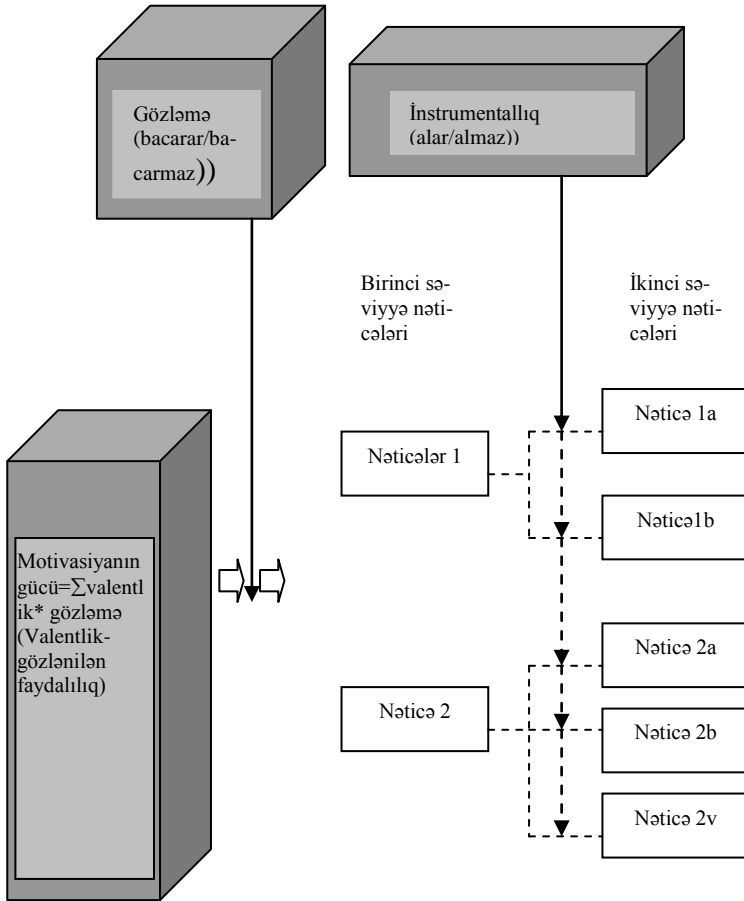 Gözləmə
(bacarar/ba-
carmaz))
İnstrumentallıq
(alar/almaz))
Birinci sə-
viyyə nəti-
cələri
İkinci sə-
viyyə nəti-
cələri
Nəticə 1a
Nəticələr 1
Nəticə1b
Motivasiyanın
gücü=∑valentl
ik* gözləmə
(Valentlik-
gözlənilən
faydalılıq)
Nəticə 2a
Nəticə 2
Nəticə 2b
Nəticə 2v